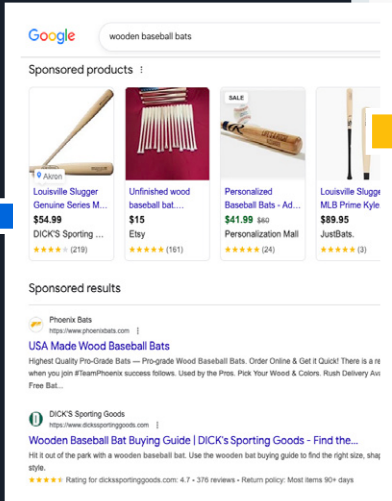 Google
wooden baseball bats
Sponsored products
SALE
Akron
Louisville Slugger
Genuine Series M...
$54.99
DICK'S Sporting ...
(219)
Unfinished wood
baseball bat....
$15
Etsy
(161)
Personalized
Baseball Bats - Ad...
$41.99 $60
Personalization Mall
(24)
Louisville Slugge
MLB Prime Kyle
$89.95
JustBats.
(3)
Sponsored results
Phoenix Bats
https://www.phoenixbats.com
USA Made Wood Baseball Bats
Highest Quality Pro-Grade Bats — Pro-grade Wood Baseball Bats. Order Online & Get it Quick! There is a re
when you join #TeamPhoenix success follows. Used by the Pros. Pick Your Wood & Colors. Rush Delivery Av
Free Bat...
DICK'S Sporting Goods
https://www.dickssportinggoods.com
Wooden Baseball Bat Buying Guide | DICK's Sporting Goods - Find the...
Hit it out of the park with a wooden baseball bat. Use the wooden bat buying guide to find the right size, shap
style.
Rating for dickssportinggoods.com: 4.7 - 376 reviews - Return policy: Most items 90+ days